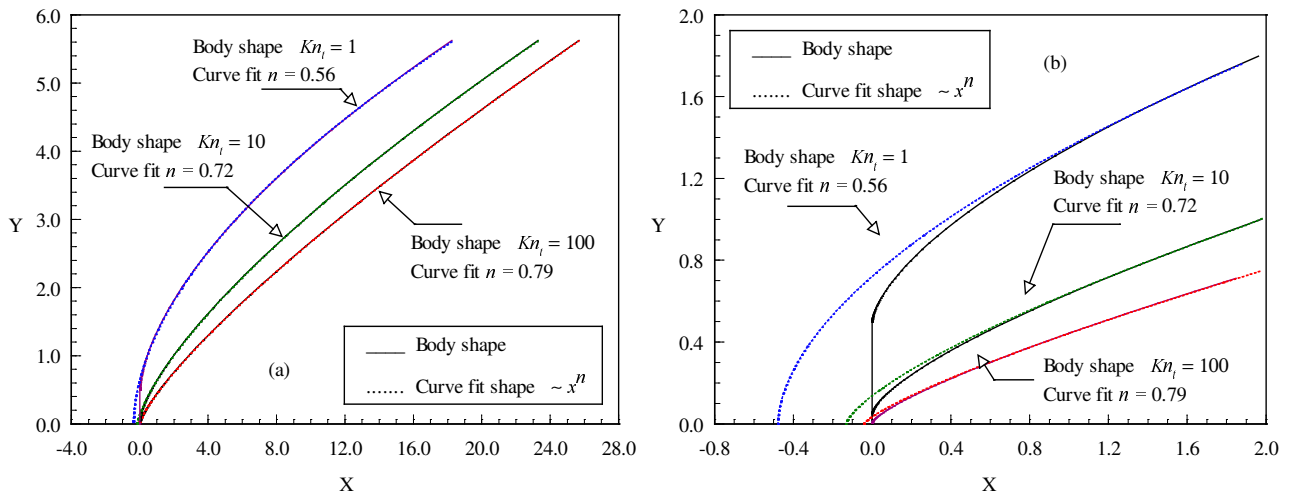 6.0
5.0
4.0
3.0
2.0
1.0
0.0
Y
-4.0
0.0
4.0
8.0
12.0
16.0
20.0
24.0
28.0
X
Body shape Kn_t = 1
Curve fit n = 0.56
Body shape Kn_t = 10
Curve fit n = 0.72
Body shape Kn_t = 100
Curve fit n = 0.79
(a)
Body shape
Curve fit shape ~ x^n
2.0
1.6
1.2
0.8
0.4
0.0
Y
-0.8
-0.4
0.0
0.4
0.8
1.2
1.6
2.0
X
Body shape
Curve fit shape ~ x^n
(b)
Body shape Kn_t = 1
Curve fit n = 0.56
Body shape Kn_t = 10
Curve fit n = 0.72
Body shape Kn_t = 100
Curve fit n = 0.79